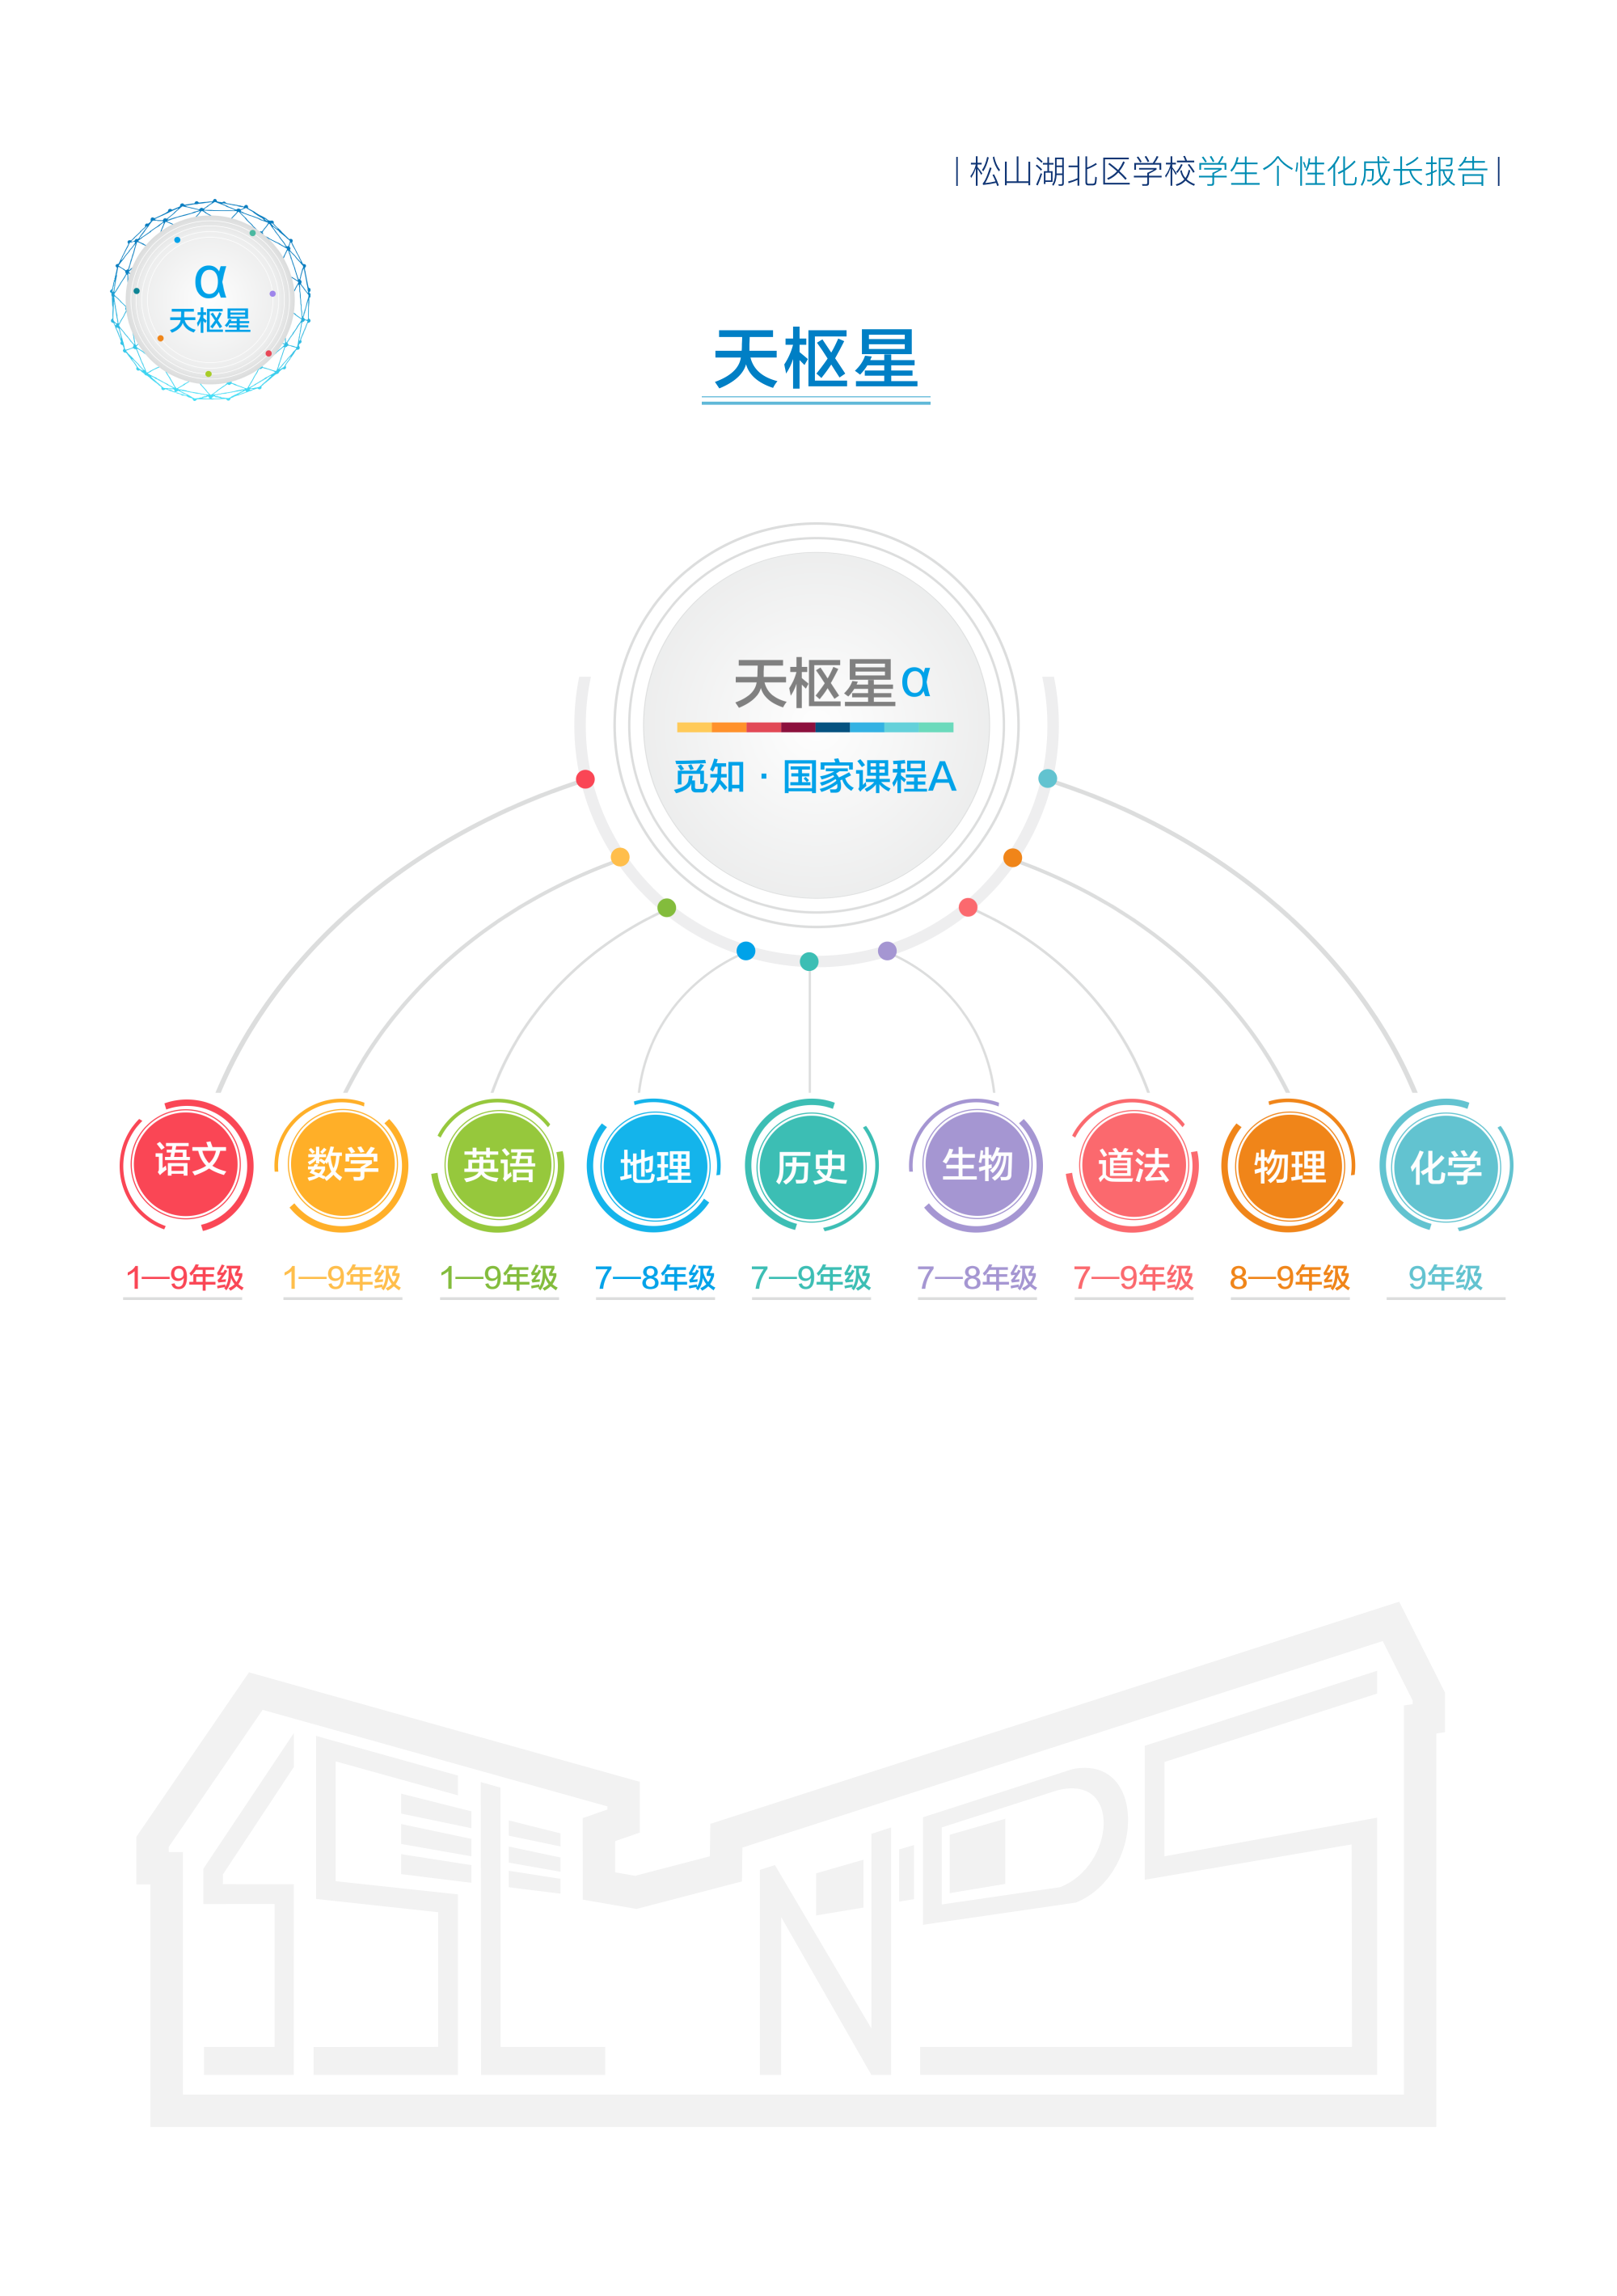 |松山湖北区学校学生个性化成长报告|
α
天枢星
天枢星
天枢星α
觅知·国家课程A
语文 数学 英语 地理 历史 生物 道法 物理 化学
1—9年级 1—9年级 1—9年级 7—8年级 7—9年级 7—8年级 7—9年级 8—9年级 9年级